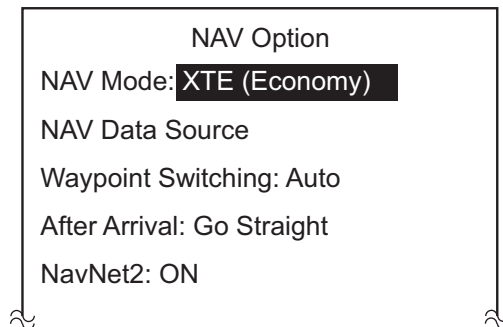 NAV Option
NAV Mode: XTE (Economy)
NAV Data Source
Waypoint Switching: Auto
After Arrival: Go Straight
NavNet2: ON